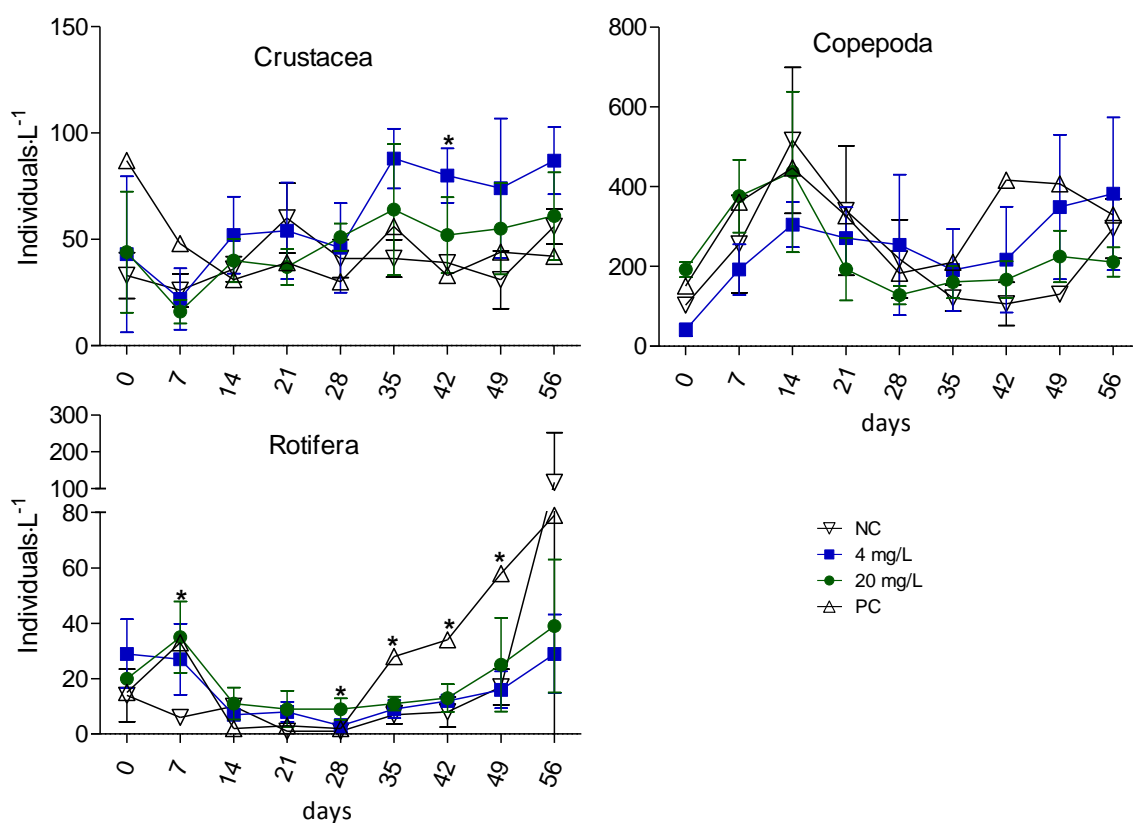 Crustacea
Individuals·L⁻¹
150
100
50
0
*
0 7 14 21 28 35 42 49 56
Copepoda
800
600
400
200
0
0 7 14 21 28 35 42 49 56
days
Rotifera
Individuals·L⁻¹
300
200
100
80
60
40
20
0
* * * * *
0 7 14 21 28 35 42 49 56
days
NC
4 mg/L
20 mg/L
PC